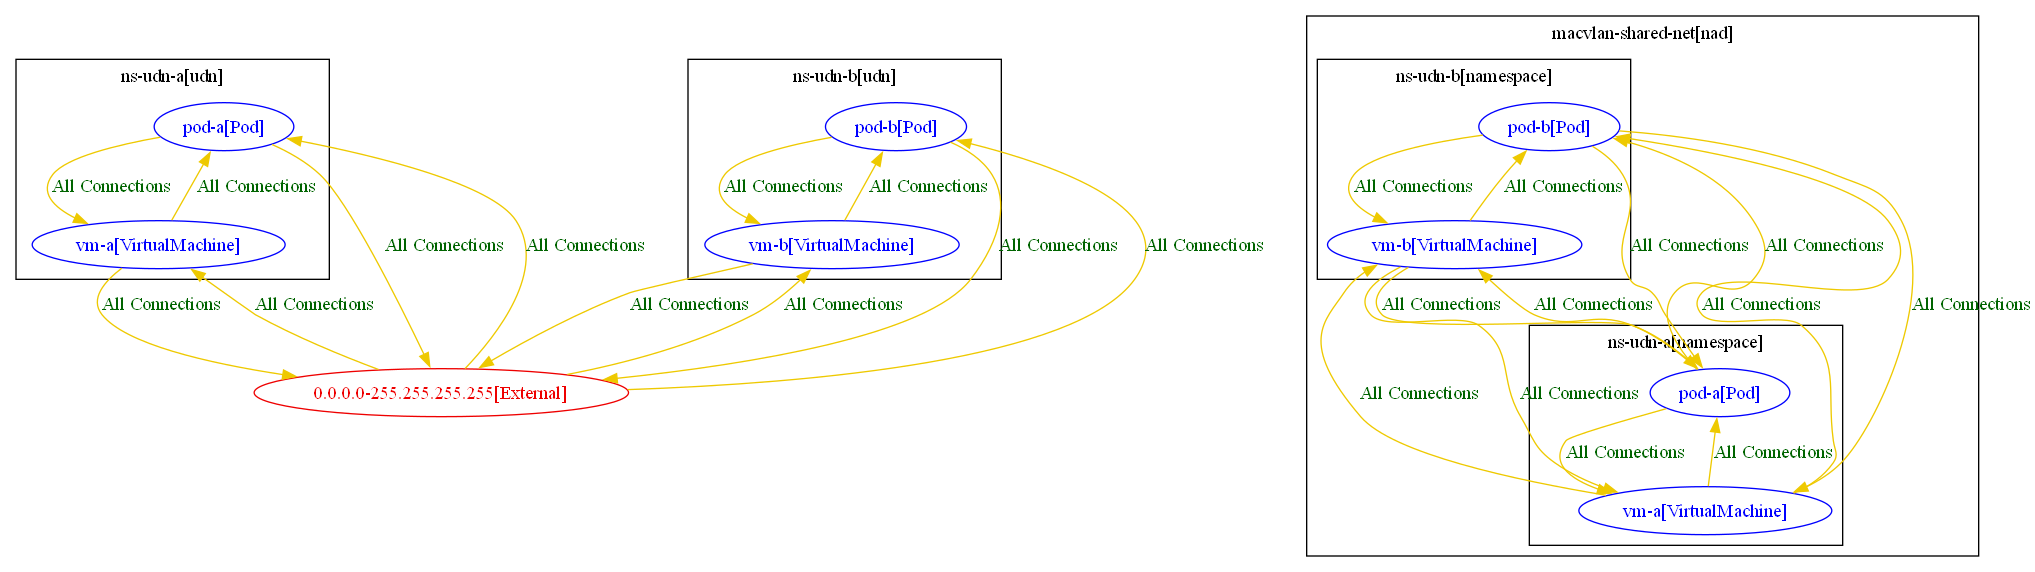 macvlan-shared-net[nad]
ns-udn-a[udn]
ns-udn-b[udn]
ns-udn-b[namespace]
pod-a[Pod]
pod-b[Pod]
pod-b[Pod]
All Connections
All Connections
All Connections
All Connections
All Connections
All Connections
vm-a[VirtualMachine]
All Connections
All Connections
vm-b[VirtualMachine]
All Connections
All Connections
vm-b[VirtualMachine]
All Connections
All Connections
All Connections
All Connections
All Connections
All Connections
All Connections
All Connections
All Connections
All Connections
ns-udn-a[namespace]
0.0.0.0-255.255.255.255[External]
All Connections
All Connections
pod-a[Pod]
All Connections
All Connections
vm-a[VirtualMachine]